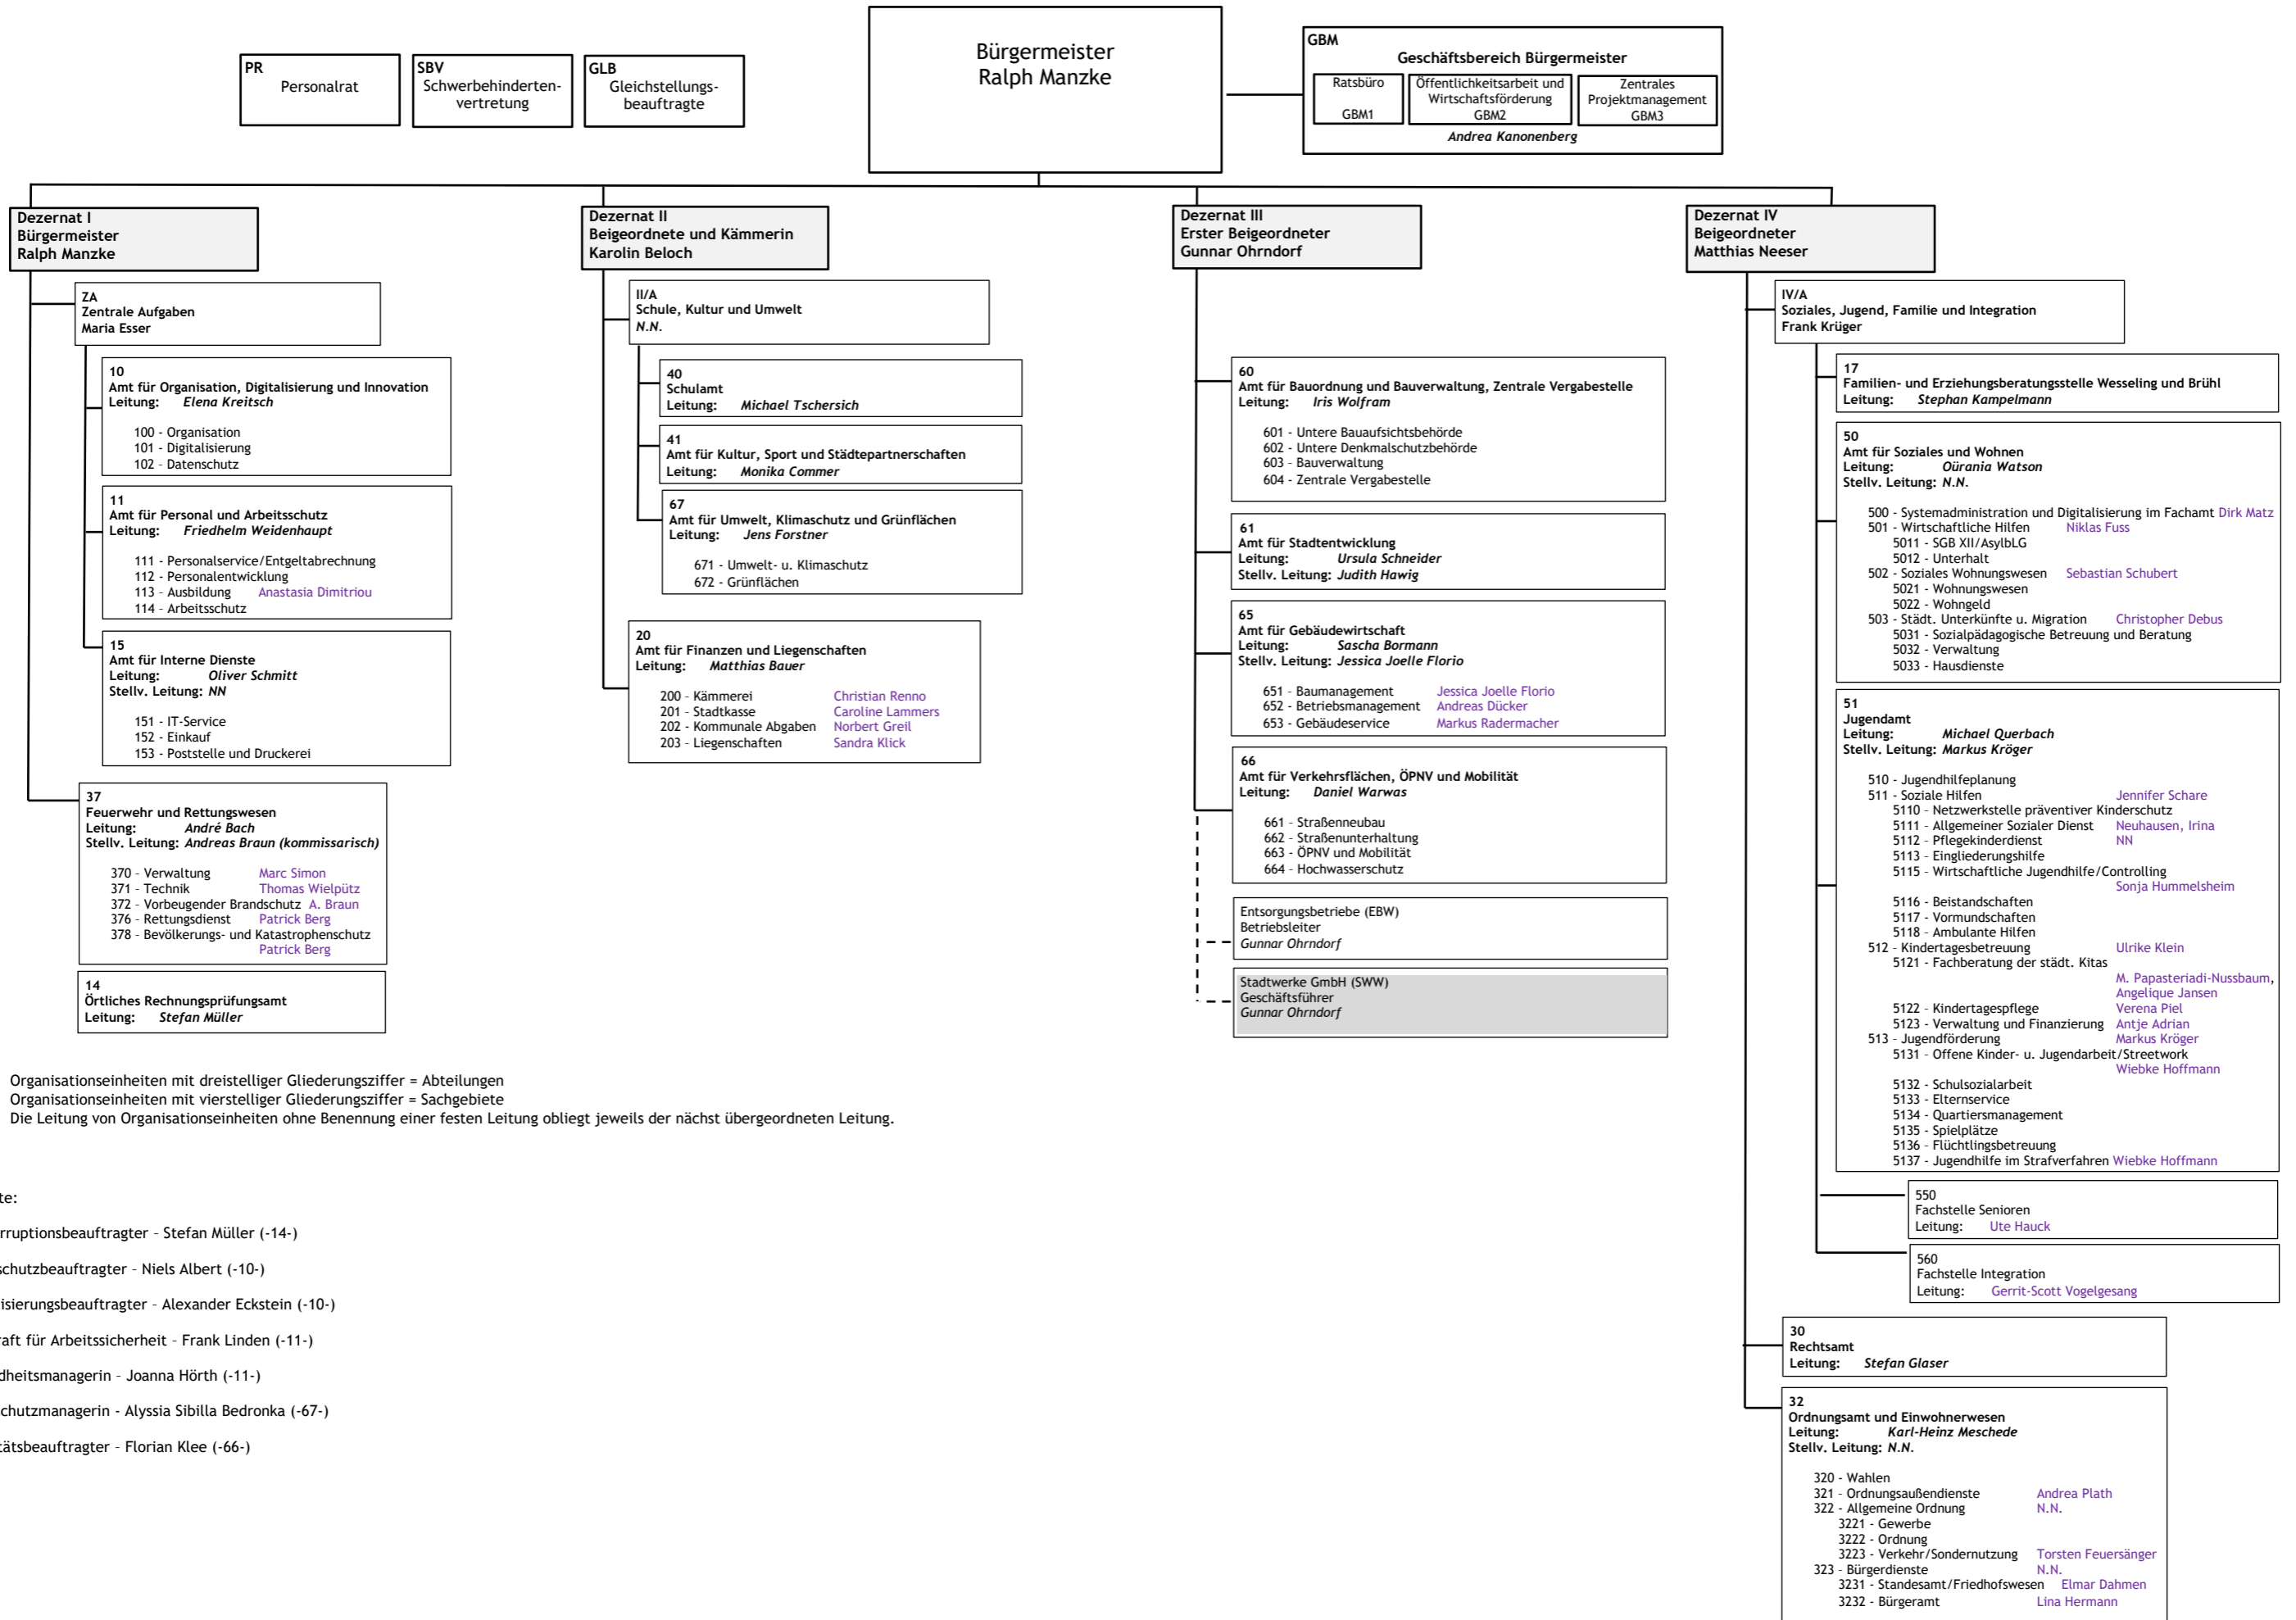 Bürgermeister
Ralph Manzke
PR
Personalrat
SBV
Schwerbehinderten-
vertretung
GLB
Gleichstellungs-
beauftragte
GBM
Geschäftsbereich Bürgermeister
Ratsbüro
GBM1
Öffentlichkeitsarbeit und
Wirtschaftsförderung
GBM2
Zentrales
Projektmanagement
GBM3
Andrea Kanonenberg
Dezernat I
Bürgermeister
Ralph Manzke
ZA
Zentrale Aufgaben
Maria Esser
10
Amt für Organisation, Digitalisierung und Innovation
Leitung: Elena Kreitsch
100 - Organisation
101 - Digitalisierung
102 - Datenschutz
11
Amt für Personal und Arbeitsschutz
Leitung: Friedhelm Weidenhaupt
111 - Personalservice/Entgeltabrechnung
112 - Personalentwicklung
113 - Ausbildung Anastasia Dimitriou
114 - Arbeitsschutz
15
Amt für Interne Dienste
Leitung: Oliver Schmitt
Stellv. Leitung: NN
151 - IT-Service
152 - Einkauf
153 - Poststelle und Druckerei
37
Feuerwehr und Rettungswesen
Leitung: André Bach
Stellv. Leitung: Andreas Braun (kommissarisch)
370 - Verwaltung Marc Simon
371 - Technik Thomas Wielpütz
372 - Vorbeugender Brandschutz A. Braun
376 - Rettungsdienst Patrick Berg
378 - Bevölkerungs- und Katastrophenschutz
Patrick Berg
14
Örtliches Rechnungsprüfungsamt
Leitung: Stefan Müller
Dezernat II
Beigeordnete und Kämmerin
Karolin Beloch
II/A
Schule, Kultur und Umwelt
N.N.
40
Schulamt
Leitung: Michael Tschersich
41
Amt für Kultur, Sport und Städtepartnerschaften
Leitung: Monika Commer
67
Amt für Umwelt, Klimaschutz und Grünflächen
Leitung: Jens Forstner
671 - Umwelt- u. Klimaschutz
672 - Grünflächen
20
Amt für Finanzen und Liegenschaften
Leitung: Matthias Bauer
200 - Kämmerei Christian Renno
201 - Stadtkasse Caroline Lammers
202 - Kommunale Abgaben Norbert Greil
203 - Liegenschaften Sandra Klick
Dezernat III
Erster Beigeordneter
Gunnar Ohrndorf
60
Amt für Bauordnung und Bauverwaltung, Zentrale Vergabestelle
Leitung: Iris Wolfram
601 - Untere Bauaufsichtsbehörde
602 - Untere Denkmalschutzbehörde
603 - Bauverwaltung
604 - Zentrale Vergabestelle
61
Amt für Stadtentwicklung
Leitung: Ursula Schneider
Stellv. Leitung: Judith Hawig
65
Amt für Gebäudewirtschaft
Leitung: Sascha Bormann
Stellv. Leitung: Jessica Joelle Florio
651 - Baumanagement Jessica Joelle Florio
652 - Betriebsmanagement Andreas Dücker
653 - Gebäudeservice Markus Radermacher
66
Amt für Verkehrsflächen, ÖPNV und Mobilität
Leitung: Daniel Warwas
661 - Straßenneubau
662 - Straßenunterhaltung
663 - ÖPNV und Mobilität
664 - Hochwasserschutz
Entsorgungsbetriebe (EBW)
Betriebsleiter
Gunnar Ohrndorf
Stadtwerke GmbH (SWW)
Geschäftsführer
Gunnar Ohrndorf
Dezernat IV
Beigeordneter
Matthias Neeser
IV/A
Soziales, Jugend, Familie und Integration
Frank Krüger
17
Familien- und Erziehungsberatungsstelle Wesseling und Brühl
Leitung: Stephan Kampelmann
50
Amt für Soziales und Wohnen
Leitung: Oürania Watson
Stellv. Leitung: N.N.
500 - Systemadministration und Digitalisierung im Fachamt Dirk Matz
501 - Wirtschaftliche Hilfen Niklas Fuss
5011 - SGB XII/AsylbLG
5012 - Unterhalt
502 - Soziales Wohnungswesen Sebastian Schubert
5021 - Wohnungswesen
5022 - Wohngeld
503 - Städt. Unterkünfte u. Migration Christopher Debus
5031 - Sozialpädagogische Betreuung und Beratung
5032 - Verwaltung
5033 - Hausdienste
51
Jugendamt
Leitung: Michael Querbach
Stellv. Leitung: Markus Kröger
510 - Jugendhilfeplanung
511 - Soziale Hilfen Jennifer Schare
5110 - Netzwerkstelle präventiver Kinderschutz
5111 - Allgemeiner Sozialer Dienst Neuhausen, Irina
5112 - Pflegekinderdienst NN
5113 - Eingliederungshilfe
5115 - Wirtschaftliche Jugendhilfe/Controlling
Sonja Hummelsheim
5116 - Beistandschaften
5117 - Vormundschaften
5118 - Ambulante Hilfen
512 - Kindertagesbetreuung Ulrike Klein
5121 - Fachberatung der städt. Kitas
M. Papasteriadi-Nussbaum,
Angelique Jansen
5122 - Kindertagespflege Verena Piel
5123 - Verwaltung und Finanzierung Antje Adrian
513 - Jugendförderung Markus Kröger
5131 - Offene Kinder- u. Jugendarbeit/Streetwork
Wiebke Hoffmann
5132 - Schulsozialarbeit
5133 - Elternservice
5134 - Quartiersmanagement
5135 - Spielplätze
5136 - Flüchtlingsbetreuung
5137 - Jugendhilfe im Strafverfahren Wiebke Hoffmann
550
Fachstelle Senioren
Leitung: Ute Hauck
560
Fachstelle Integration
Leitung: Gerrit-Scott Vogelgesang
30
Rechtsamt
Leitung: Stefan Glaser
32
Ordnungsamt und Einwohnerwesen
Leitung: Karl-Heinz Meschede
Stellv. Leitung: N.N.
320 - Wahlen
321 - Ordnungsaußendienste Andrea Plath
322 - Allgemeine Ordnung N.N.
3221 - Gewerbe
3222 - Ordnung
3223 - Verkehr/Sondernutzung Torsten Feuersänger
323 - Bürgerdienste N.N.
3231 - Standesamt/Friedhofswesen Elmar Dahmen
3232 - Bürgeramt Lina Hermann
Organisationseinheiten mit dreistelliger Gliederungsziffer = Abteilungen
Organisationseinheiten mit vierstelliger Gliederungsziffer = Sachgebiete
Die Leitung von Organisationseinheiten ohne Benennung einer festen Leitung obliegt jeweils der nächst übergeordneten Leitung.
te:
rruptionsbeauftragter - Stefan Müller (-14-)
schutzbeauftragter - Niels Albert (-10-)
isierungsbeauftragter - Alexander Eckstein (-10-)
raft für Arbeitssicherheit - Frank Linden (-11-)
dheitsmanagerin - Joanna Hörth (-11-)
chutzmanagerin - Alyssia Sibilla Bedronka (-67-)
tätsbeauftragter - Florian Klee (-66-)